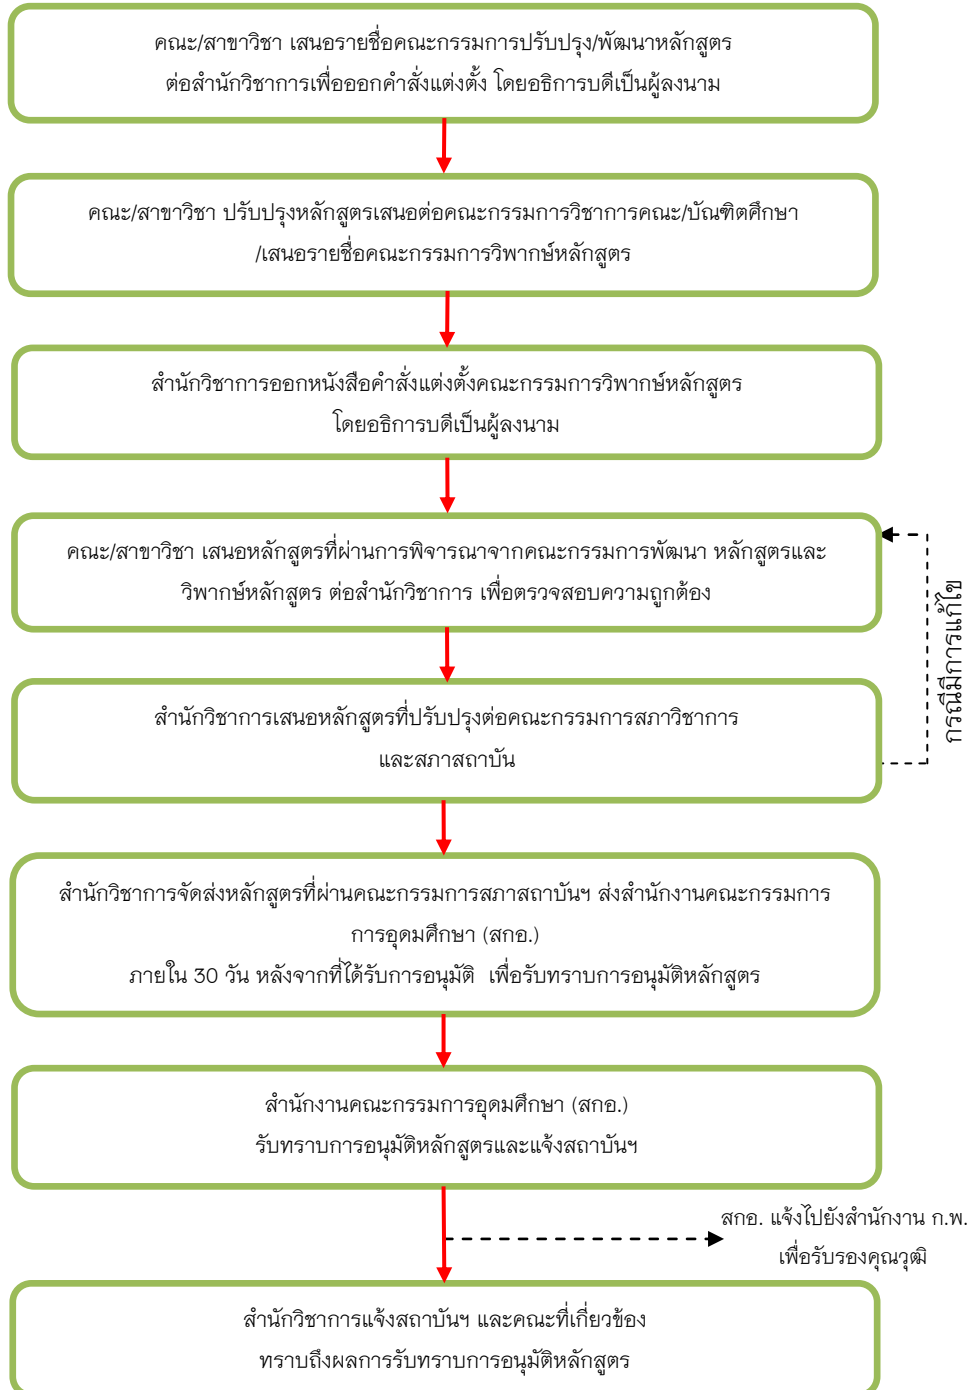 คณะ/สาขาวิชา เสนอรายชื่อคณะกรรมการปรับปรุง/พัฒนาหลักสูตร
ต่อสำนักวิชาการเพื่อออกคำสั่งแต่งตั้ง โดยอธิการบดีเป็นผู้ลงนาม
คณะ/สาขาวิชา ปรับปรุงหลักสูตรเสนอต่อคณะกรรมการวิชาการคณะ/บัณฑิตศึกษา
/เสนอรายชื่อคณะกรรมการวิพากษ์หลักสูตร
สำนักวิชาการออกหนังสือคำสั่งแต่งตั้งคณะกรรมการวิพากษ์หลักสูตร
โดยอธิการบดีเป็นผู้ลงนาม
คณะ/สาขาวิชา เสนอหลักสูตรที่ผ่านการพิจารณาจากคณะกรรมการพัฒนา หลักสูตรและ
วิพากษ์หลักสูตร ต่อสำนักวิชาการ เพื่อตรวจสอบความถูกต้อง
กรณีมีการแก้ไข
สำนักวิชาการเสนอหลักสูตรที่ปรับปรุงต่อคณะกรรมการสภาวิชาการ
และสภาสถาบัน
สำนักวิชาการจัดส่งหลักสูตรที่ผ่านคณะกรรมการสภาสถาบันฯ ส่งสำนักงานคณะกรรมการ
การอุดมศึกษา (สกอ.)
ภายใน 30 วัน หลังจากที่ได้รับการอนุมัติ เพื่อรับทราบการอนุมัติหลักสูตร
สำนักงานคณะกรรมการอุดมศึกษา (สกอ.)
รับทราบการอนุมัติหลักสูตรและแจ้งสถาบันฯ
สกอ. แจ้งไปยังสำนักงาน ก.พ.
เพื่อรับรองคุณวุฒิ
สำนักวิชาการแจ้งสถาบันฯ และคณะที่เกี่ยวข้อง
ทราบถึงผลการรับทราบการอนุมัติหลักสูตร